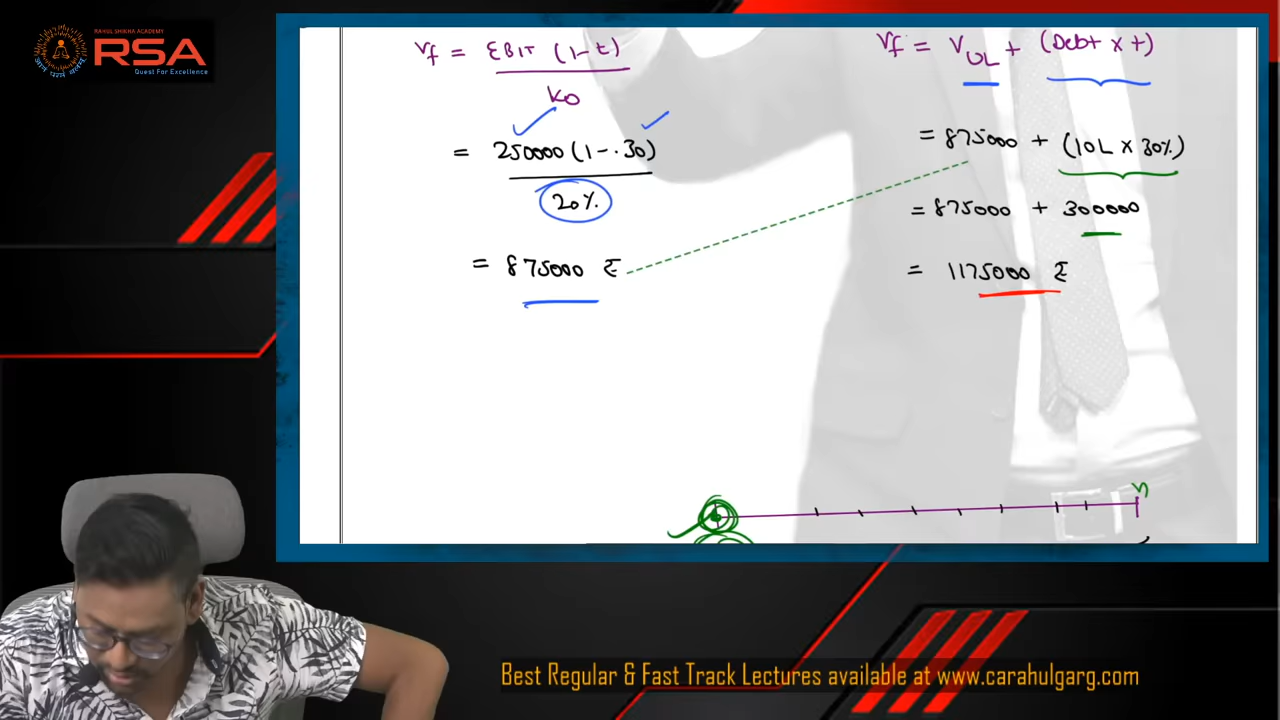 RAHUL SHIKHA ACADEMY
RSA
Quest For Excellence
Vf = EBIT (1-t)
Ko
= 250000 (1-.30)
20%.
= 875000 ₹
Vf = VUL + (Debt x t)
= 875000 + (10L x 30%)
= 875000 + 300000
= 1175000 ₹
n
Best Regular & Fast Track Lectures available at www.carahulgarg.com